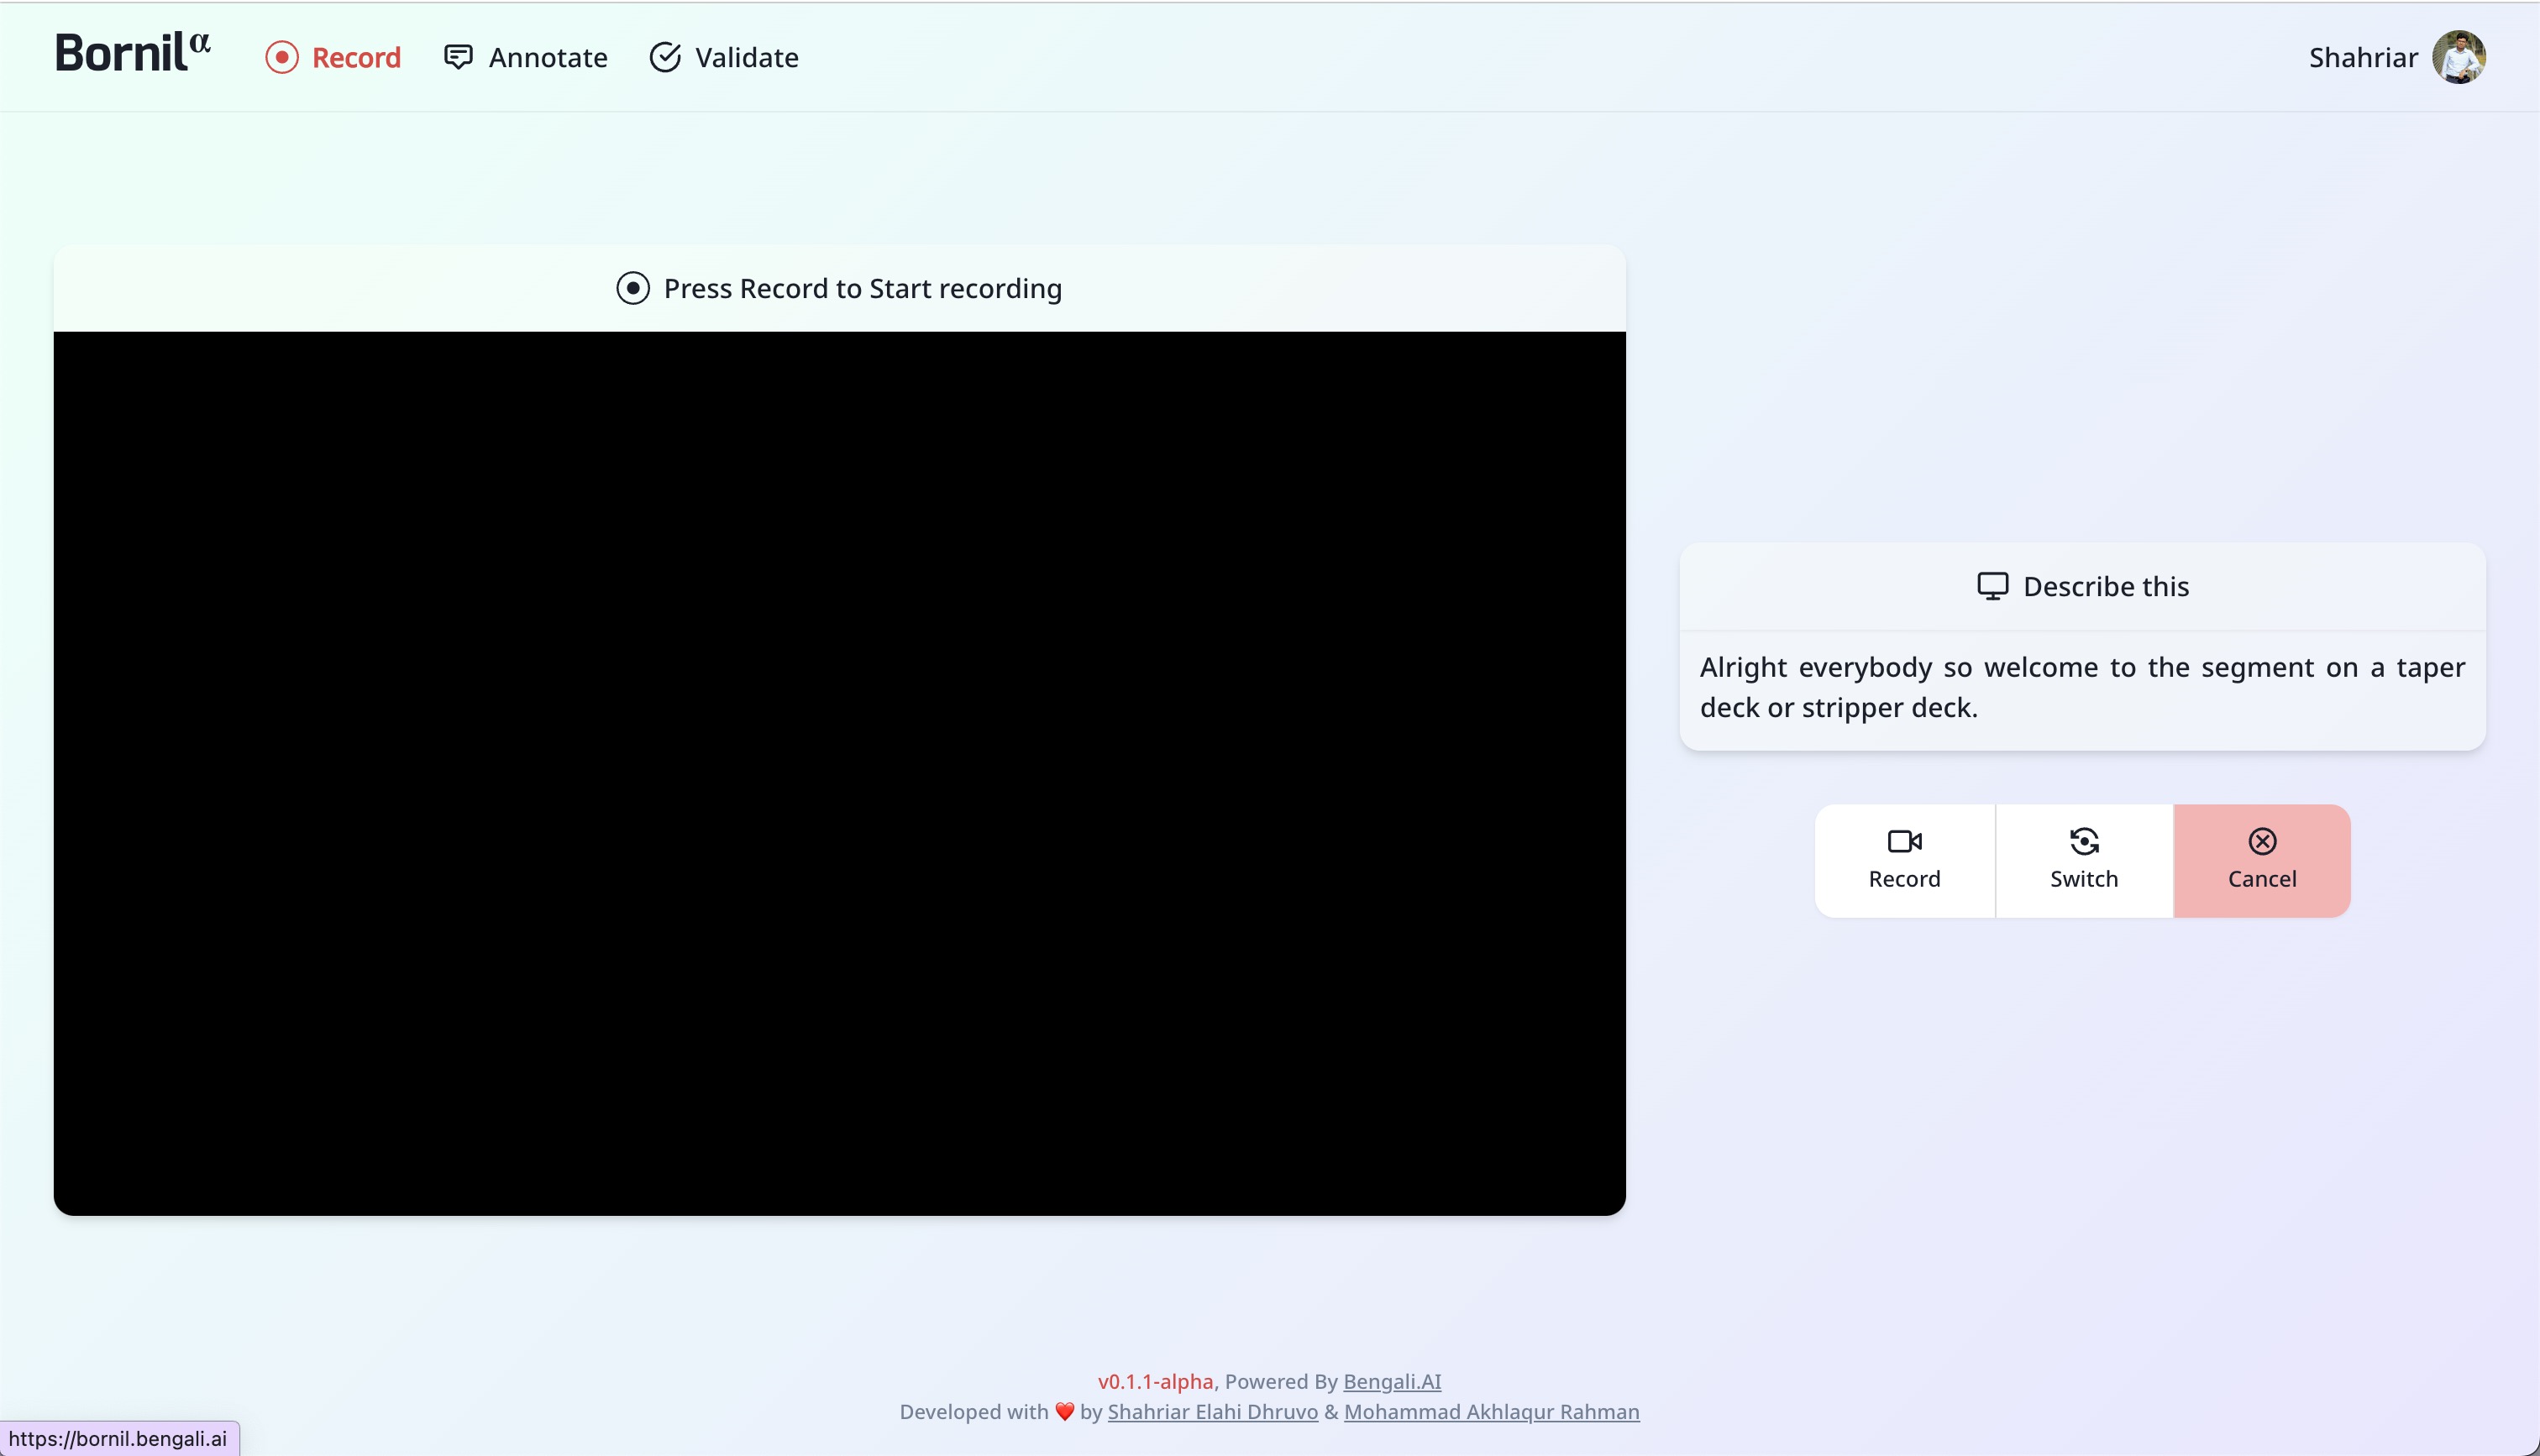 Bornil α
Record
Annotate
Validate
Shahriar
Press Record to Start recording
Describe this
Alright everybody so welcome to the segment on a taper
deck or stripper deck.
Record
Switch
Cancel
v0.1.1-alpha, Powered By Bengali.AI
Developed with ❤️ by Shahriar Elahi Dhruvo & Mohammad Akhlaqur Rahman
https://bornil.bengali.ai